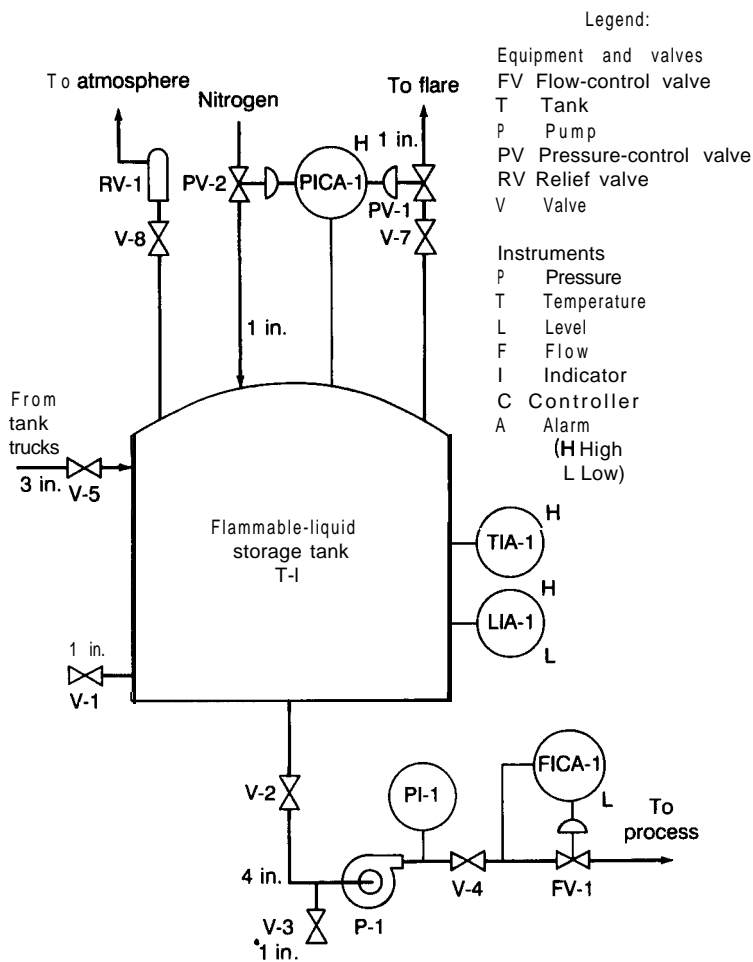 Legend:
Equipment and valves
FV Flow-control valve
T Tank
P Pump
PV Pressure-control valve
RV Relief valve
V Valve
Instruments
P Pressure
T Temperature
L Level
F Flow
I Indicator
C Controller
A Alarm
(H High
L Low)
To atmosphere
Nitrogen
To flare
H 1 in.
RV-1
PV-2
PICA-1
PV-1
V-8
V-7
1 in.
From
tank
trucks
3 in.
V-5
Flammable-liquid
storage tank
T-I
H
TIA-1
H
LIA-1
L
1 in.
V-1
V-2
PI-1
FICA-1
L
To
process
4 in.
V-3
1 in.
P-1
V-4
FV-1